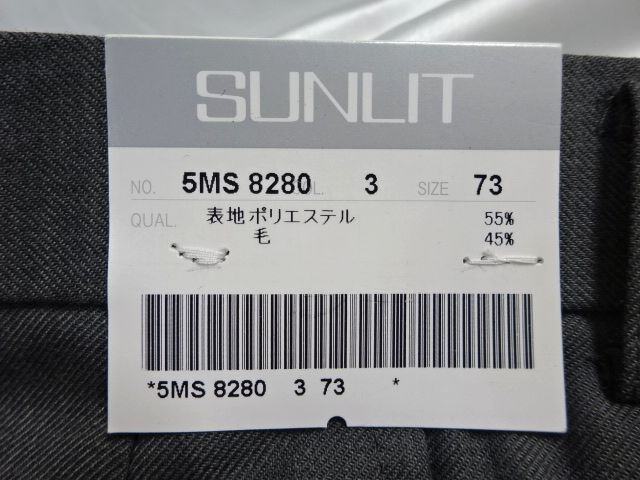 SUNLIT
NO. 5MS 8280 3 SIZE 73
QUAL. 表地ポリエステル 55%
毛 45%
*5MS 8280 3 73 *